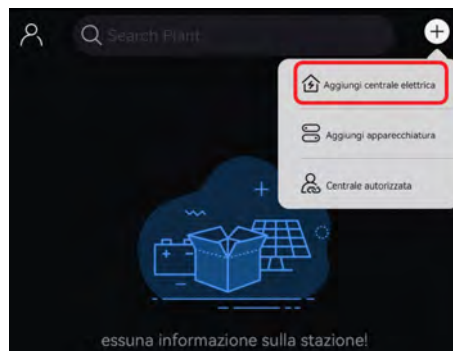 Search Plant
Aggiungi centrale elettrica
Aggiungi apparecchiatura
Centrale autorizzata
essuna informazione sulla stazione!